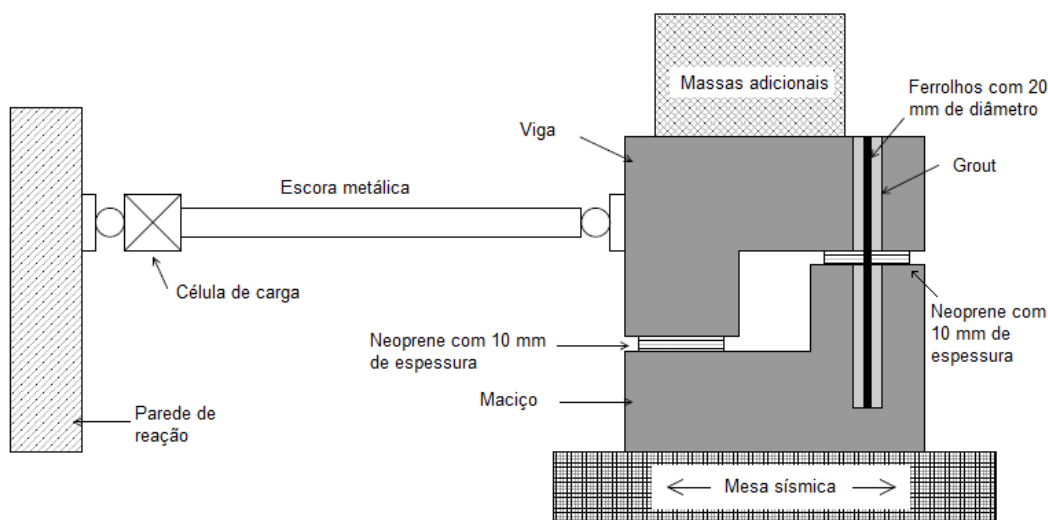 Massas adicionais
Ferrolhos com 20
mm de diâmetro
Viga
Grout
Escora metálica
Célula de carga
Neoprene com 10 mm
de espessura
Neoprene com
10 mm de
espessura
Maciço
Parede de
reação
Mesa sísmica